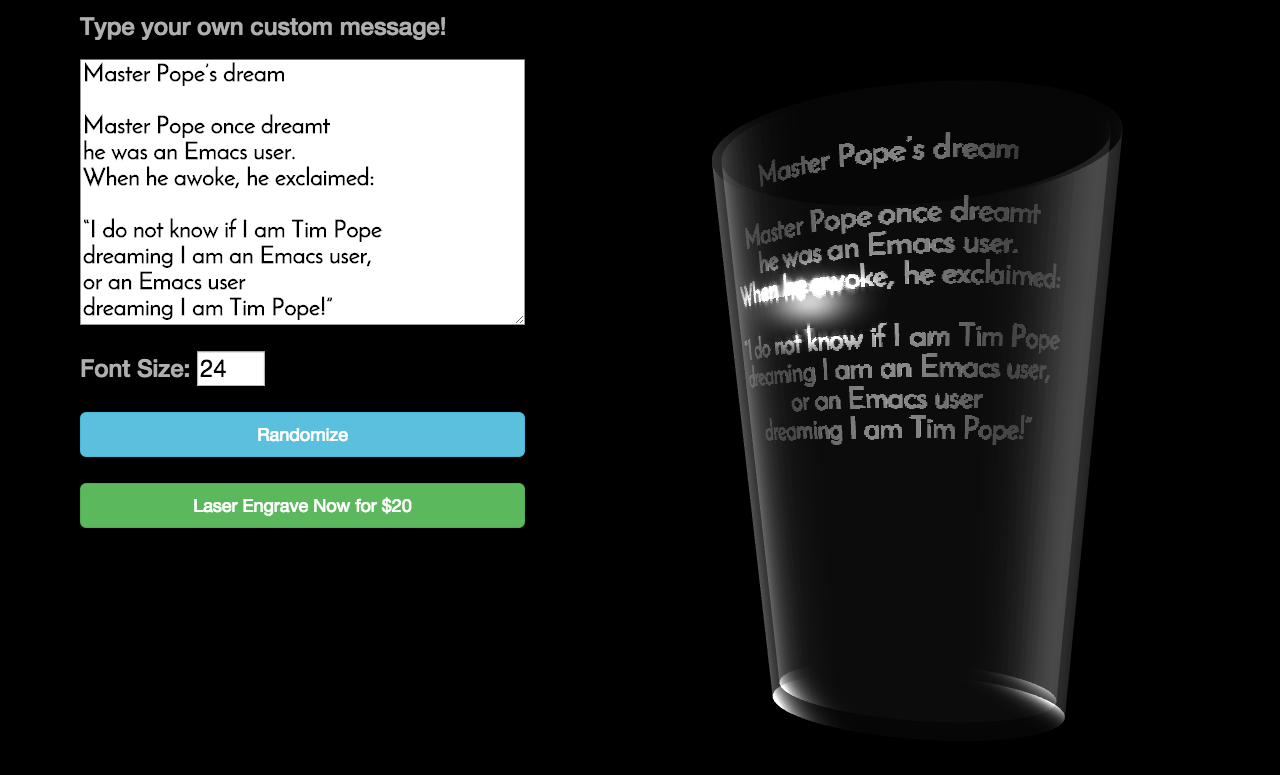 Type your own custom message!
Master Pope's dream
Master Pope once dreamt
he was an Emacs user.
When he awoke, he exclaimed:
“I do not know if I am Tim Pope
dreaming I am an Emacs user,
or an Emacs user
dreaming I am Tim Pope!”
Font Size: 24
Randomize
Laser Engrave Now for $20
Master Pope's dream
Master Pope once dreamt
he was an Emacs user.
When he awoke, he exclaimed:
“I do not know if I am Tim Pope
dreaming I am an Emacs user,
or an Emacs user
dreaming I am Tim Pope!”